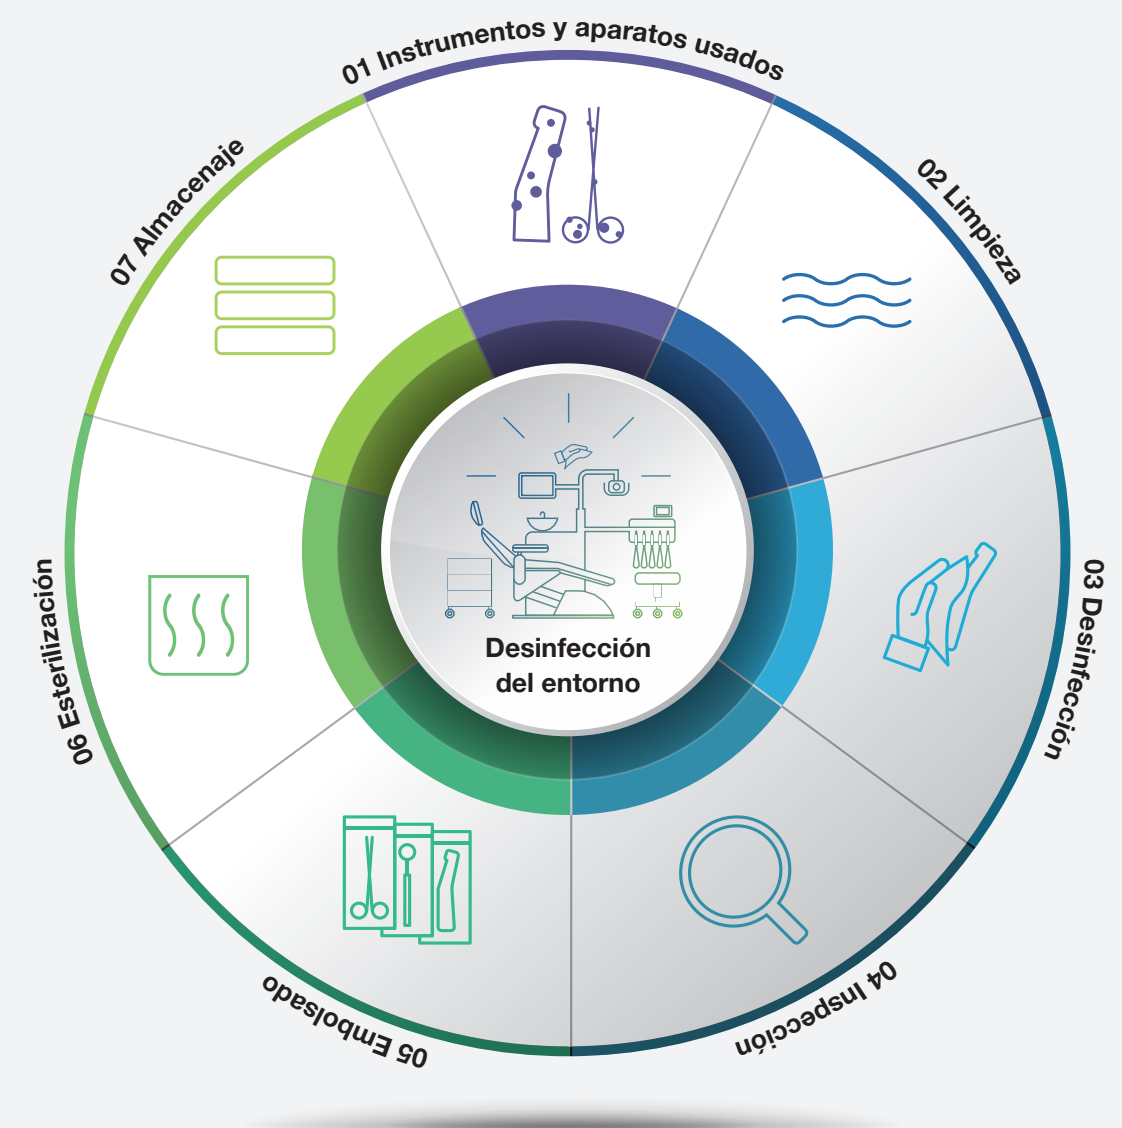 01 Instrumentos y aparatos usados
02 Limpieza
03 Desinfección
04 Inspección
05 Embolsado
06 Esterilización
07 Almacenaje
Desinfección
del entorno